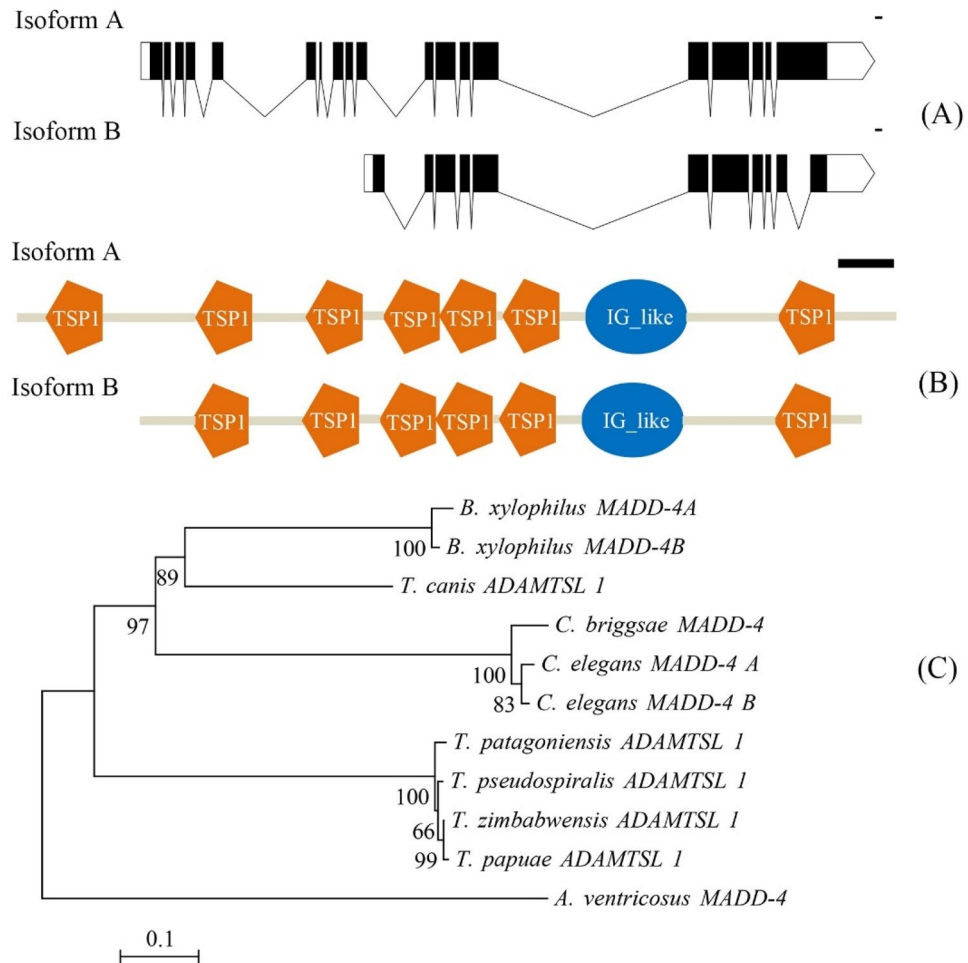 Isoform A
(A)
Isoform B
Isoform A
TSP1 TSP1 TSP1 TSP1 TSP1 TSP1 IG_like TSP1
(B)
Isoform B
TSP1 TSP1 TSP1 TSP1 TSP1 IG_like TSP1
B. xylophilus MADD-4A
100 B. xylophilus MADD-4B
89 T. canis ADAMTSL 1
97 C. briggsae MADD-4
100 C. elegans MADD-4 A
(C)
83 C. elegans MADD-4 B
T. patagoniensis ADAMTSL 1
100 T. pseudospiralis ADAMTSL 1
66 T. zimbabwensis ADAMTSL 1
99 T. papuae ADAMTSL 1
A. ventricosus MADD-4
0.1